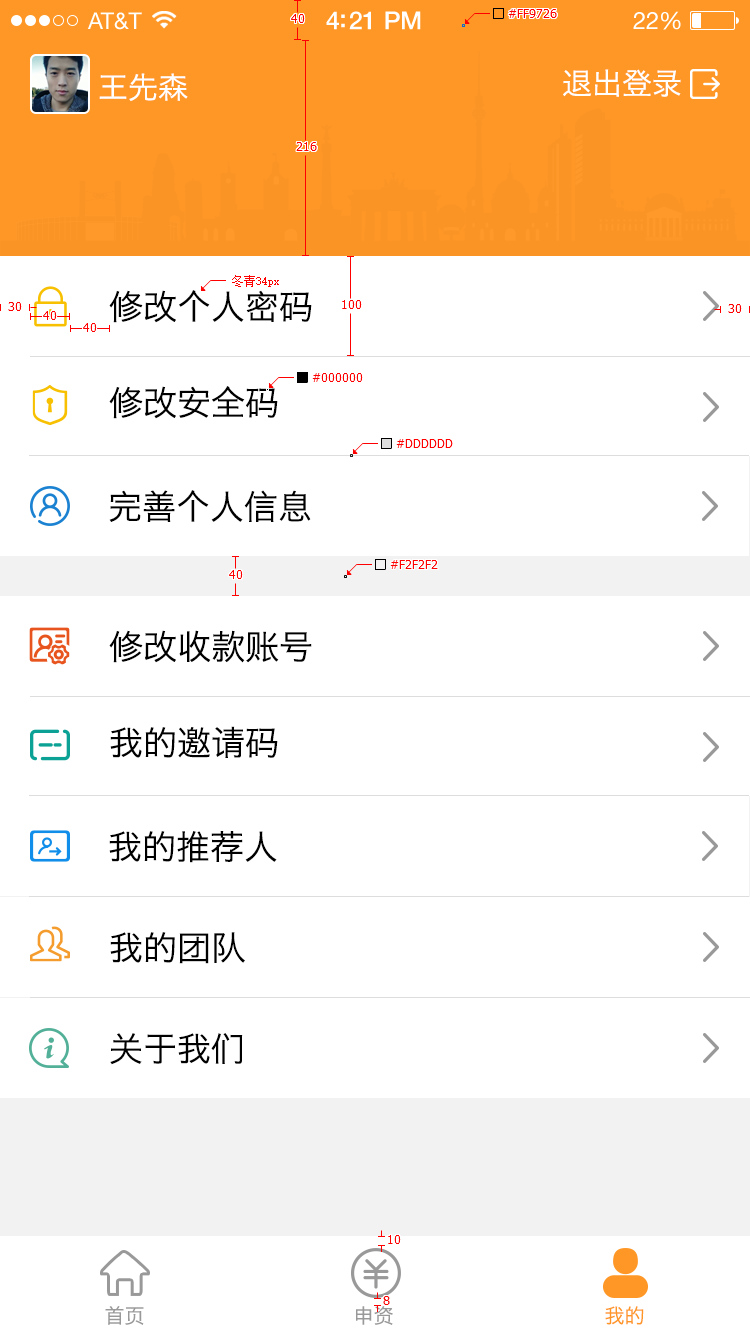 40
AT&T
4:21 PM
#FF9726
22%
王先森
退出登录
216
冬青34px
30
40
40
修改个人密码
100
30
#000000
修改安全码
#DDDDDD
完善个人信息
40
#F2F2F2
修改收款账号
我的邀请码
我的推荐人
我的团队
关于我们
10
8
首页
申资
我的